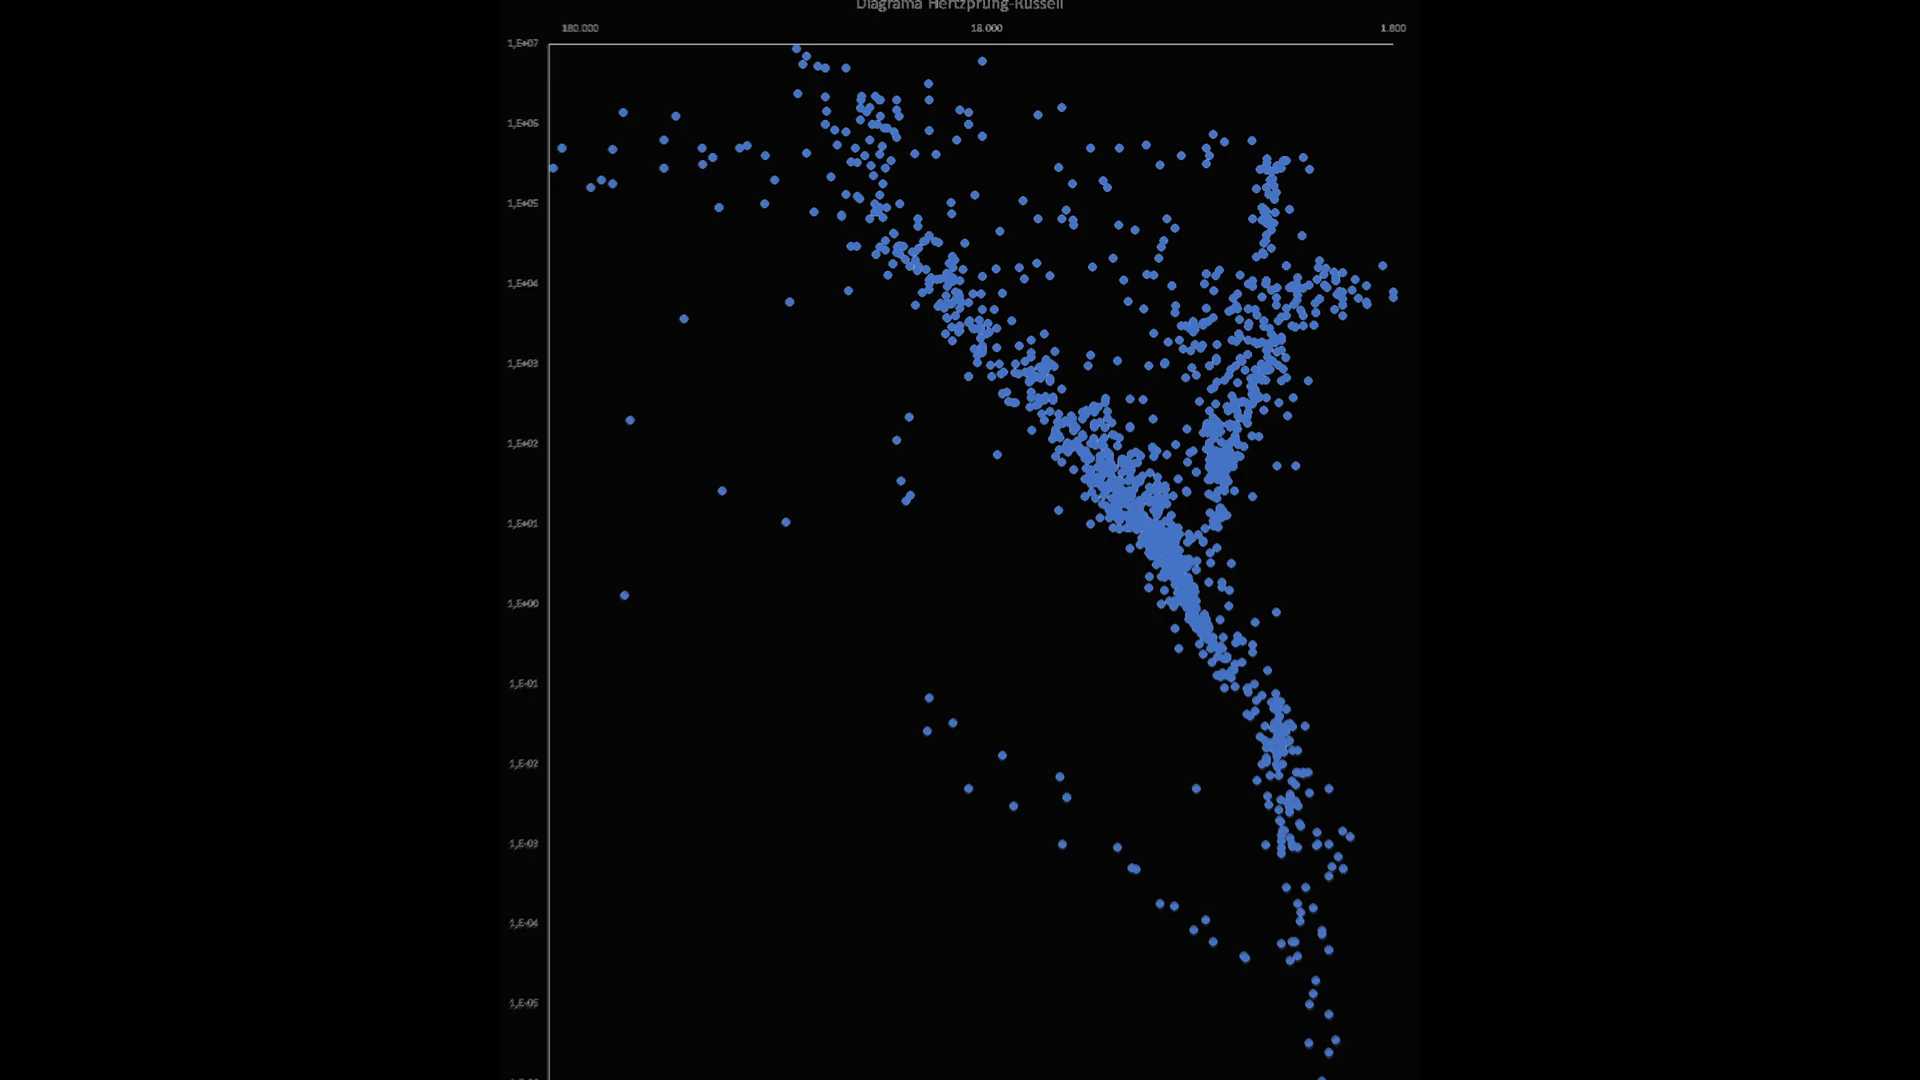 Diagrama Hertzprung-Russell
180.000 18.000 1.800
1,E+07
1,E+06
1,E+05
1,E+04
1,E+03
1,E+02
1,E+01
1,E+00
1,E-01
1,E-02
1,E-03
1,E-04
1,E-05